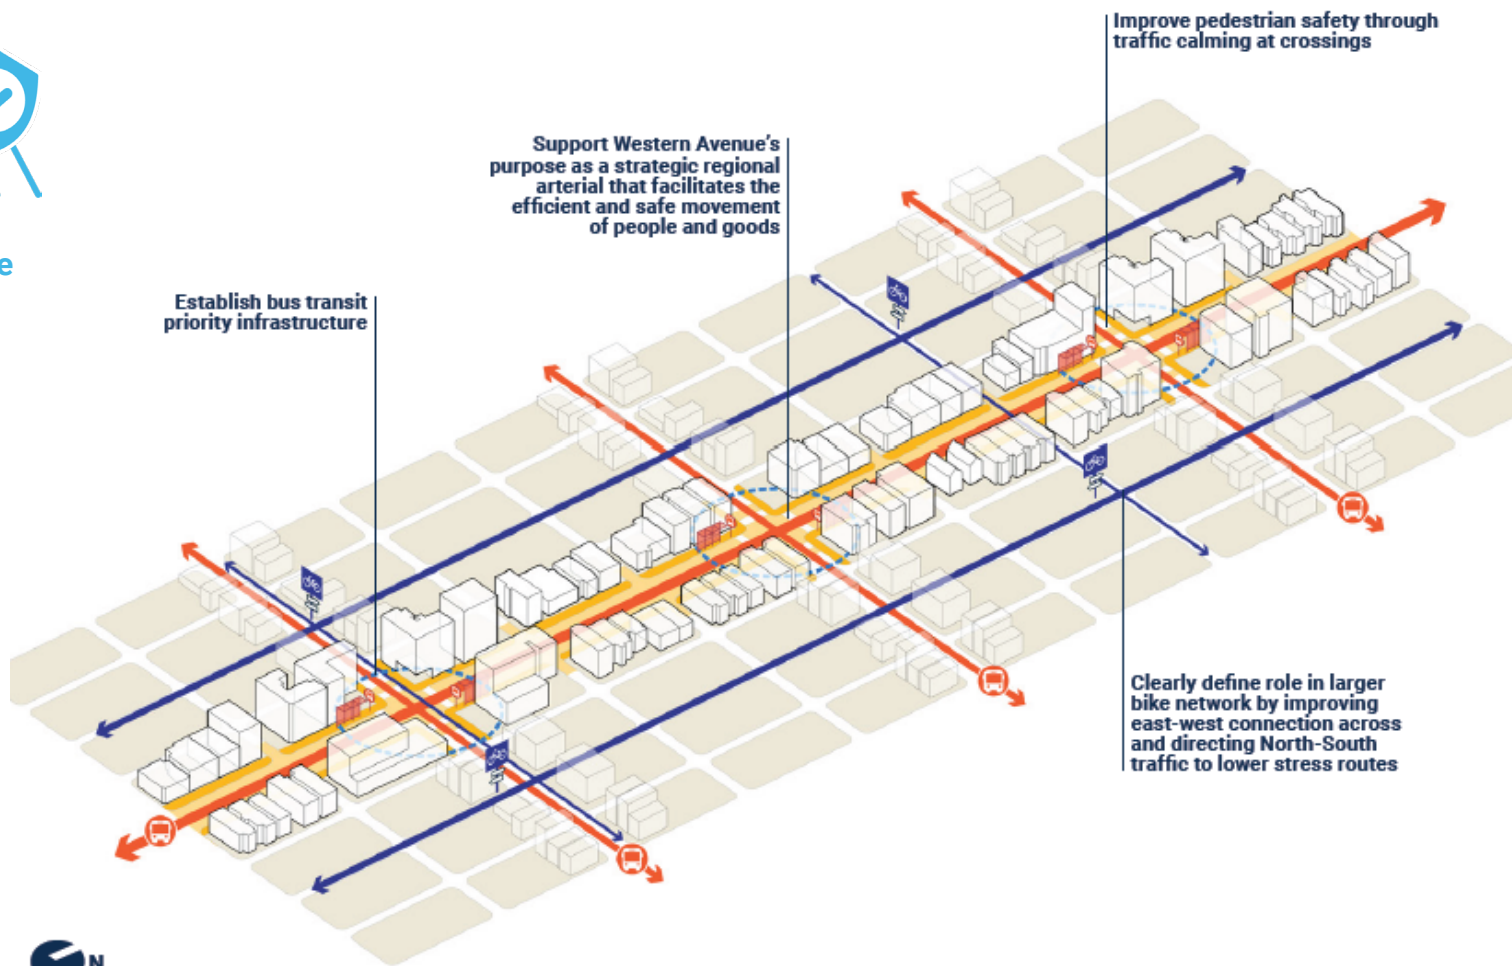 Improve pedestrian safety through
traffic calming at crossings
Support Western Avenue's
purpose as a strategic regional
arterial that facilitates the
efficient and safe movement
of people and goods
Establish bus transit
priority infrastructure
Clearly define role in larger
bike network by improving
east-west connection across
and directing North-South
traffic to lower stress routes
N